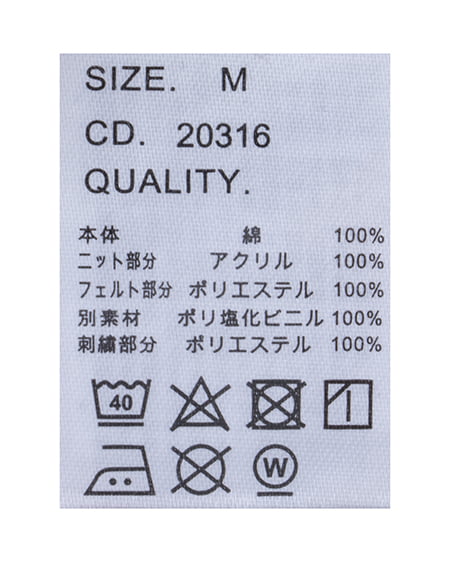 SIZE. M
CD. 20316
QUALITY.
本体 綿 100%
ニット部分 アクリル 100%
フェルト部分 ポリエステル 100%
別素材 ポリ塩化ビニル 100%
刺繍部分 ポリエステル 100%
40
W